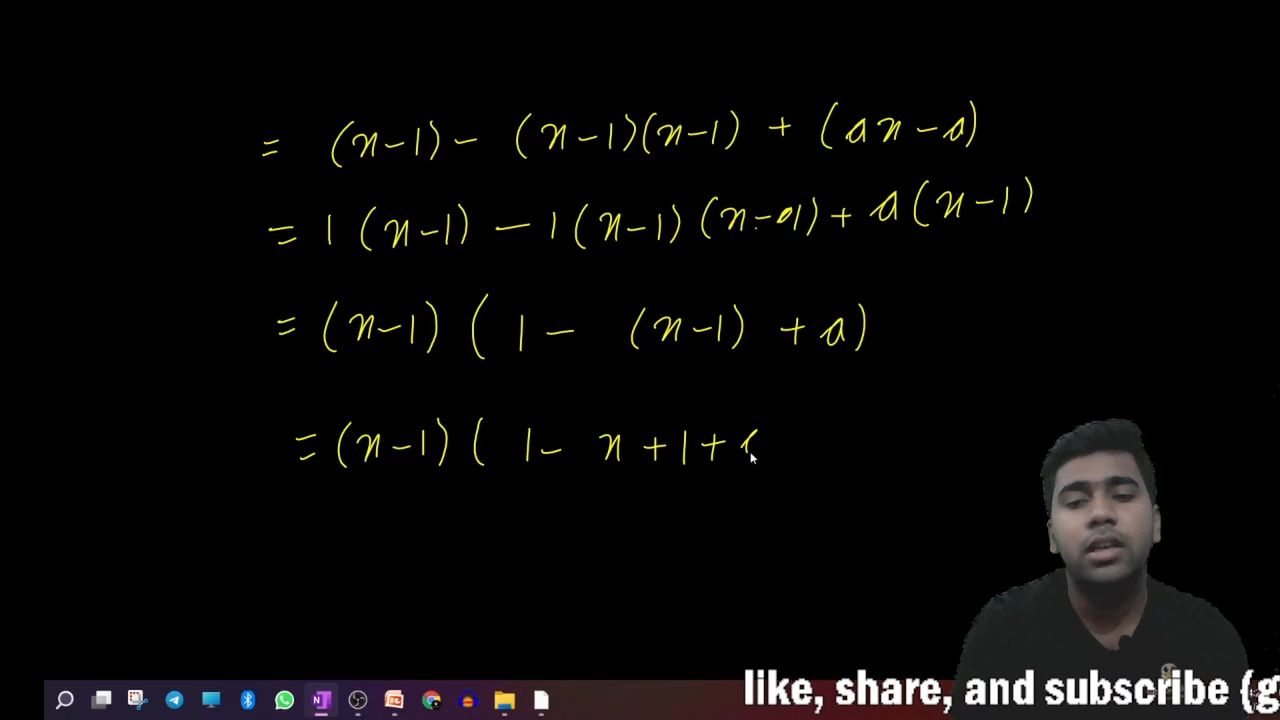 = (x-1) - (x-1)(x-1) + (ax-a)
= 1(x-1) - 1(x-1)(x-1) + a(x-1)
= (x-1) ( 1 - (x-1) + a)
= (x-1) ( 1 - x + 1 +
like, share, and subscribe (g